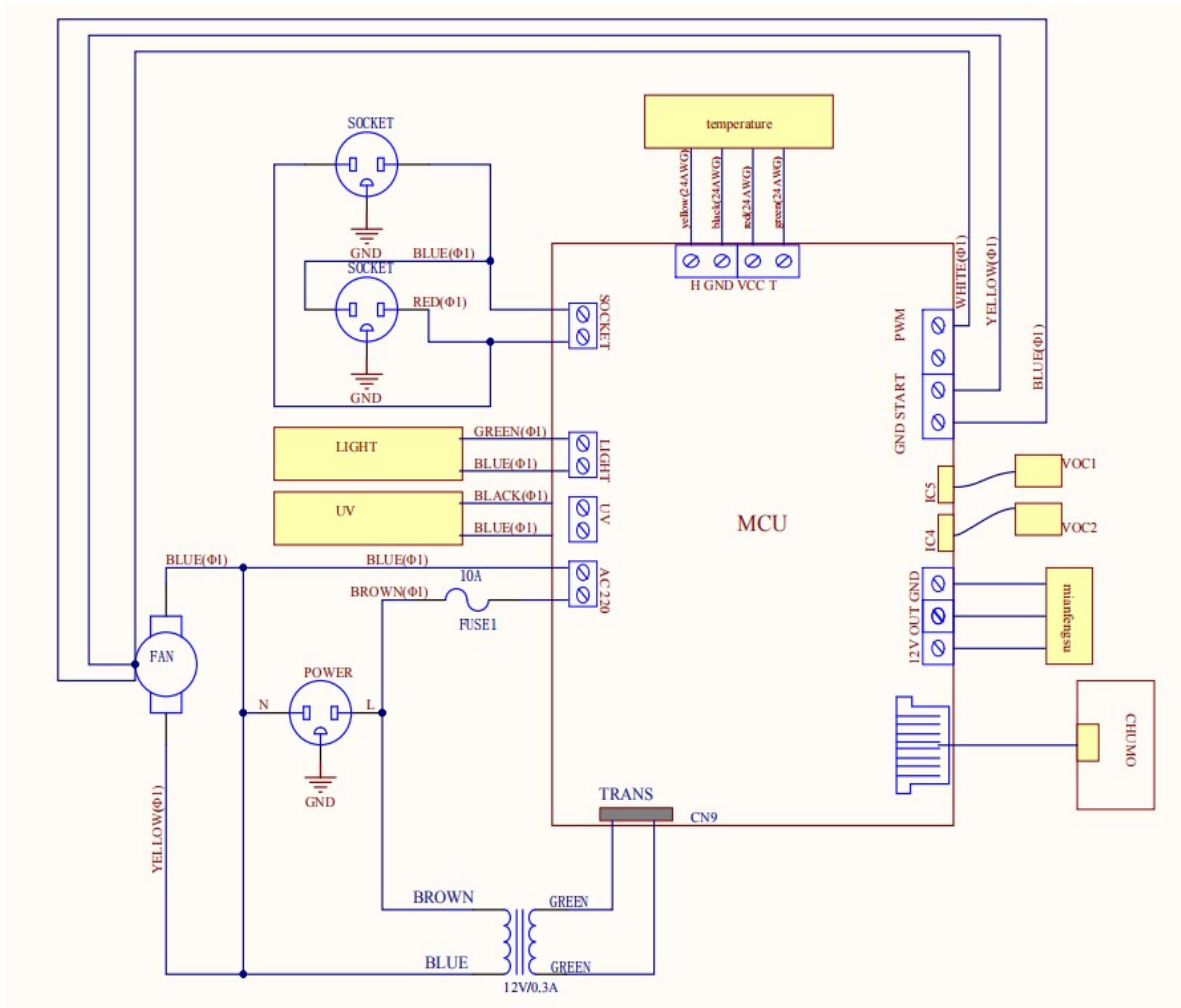 SOCKET
GND
BLUE(Φ1)
SOCKET
RED(Φ1)
GND
SOCKET
temperature
yellow(24AWG)
black(24AWG)
red(24AWG)
green(24AWG)
H GND VCC T
WHITE(Φ1)
YELLOW(Φ1)
BLUE(Φ1)
PWM
GND START
LIGHT
GREEN(Φ1)
BLUE(Φ1)
LIGHT
UV
BLACK(Φ1)
BLUE(Φ1)
UV
MCU
IC5
VOC1
IC4
VOC2
BLUE(Φ1)
BLUE(Φ1)
BROWN(Φ1)
10A
FUSE1
AC 220
12V OUT GND
mianfengsu
FAN
POWER
N
L
GND
YELLOW(Φ1)
CHUMO
TRANS
CN9
BROWN
GREEN
BLUE
GREEN
12V/0.3A